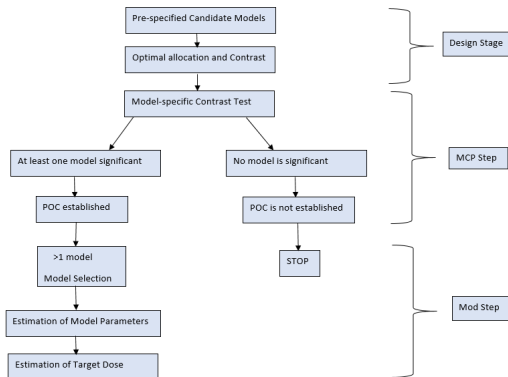 Pre-specified Candidate Models
Design Stage
Optimal allocation and Contrast
Model-specific Contrast Test
At least one model significant
No model is significant
MCP Step
POC established
POC is not established
>1 model
Model Selection
STOP
Estimation of Model Parameters
Mod Step
Estimation of Target Dose